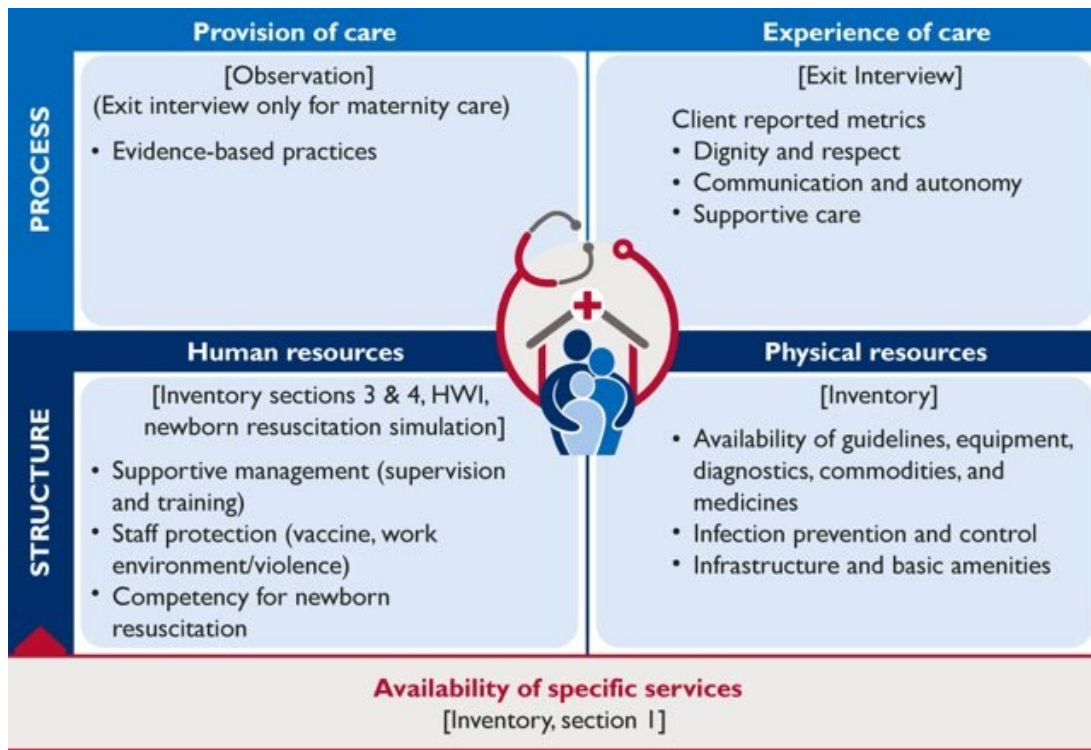 Provision of care
Experience of care
PROCESS
[Observation]
(Exit interview only for maternity care)
• Evidence-based practices
[Exit Interview]
Client reported metrics
• Dignity and respect
• Communication and autonomy
• Supportive care
Human resources
Physical resources
STRUCTURE
[Inventory sections 3 & 4, HWI,
newborn resuscitation simulation]
• Supportive management (supervision
and training)
• Staff protection (vaccine, work
environment/violence)
• Competency for newborn
resuscitation
[Inventory]
• Availability of guidelines, equipment,
diagnostics, commodities, and
medicines
• Infection prevention and control
• Infrastructure and basic amenities
Availability of specific services
[Inventory, section 1]